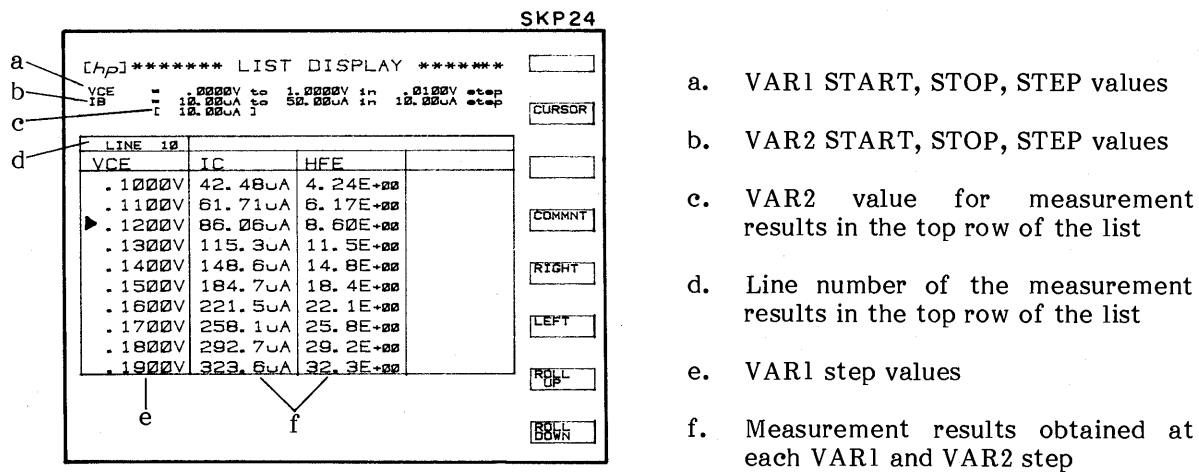 SKP24
[hp]******* LIST DISPLAY *******
VCE = .0000V to 1.0000V in .0100V step
IB = 10.00uA to 50.00uA in 10.00uA step
[ 10.00uA ]
LINE 10
VCE IC HFE
.1000V 42.48uA 4.24E+00
.1100V 61.71uA 6.17E+00
.1200V 86.06uA 8.60E+00
.1300V 115.3uA 11.5E+00
.1400V 148.6uA 14.8E+00
.1500V 184.7uA 18.4E+00
.1600V 221.5uA 22.1E+00
.1700V 258.1uA 25.8E+00
.1800V 292.7uA 29.2E+00
.1900V 323.6uA 32.3E+00
CURSOR
COMMNT
RIGHT
LEFT
ROLL
UP
ROLL
DOWN
a
b
c
d
e
f
a. VAR1 START, STOP, STEP values
b. VAR2 START, STOP, STEP values
c. VAR2 value for measurement
results in the top row of the list
d. Line number of the measurement
results in the top row of the list
e. VAR1 step values
f. Measurement results obtained at
each VAR1 and VAR2 step